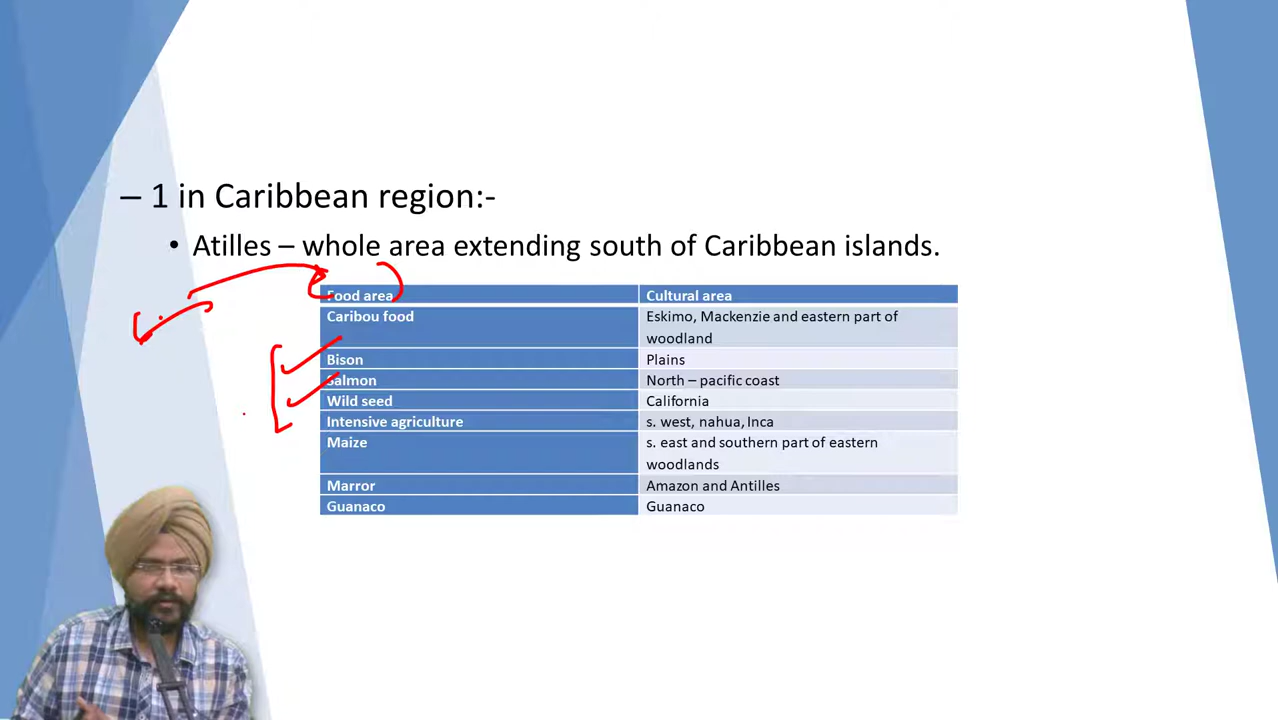 – 1 in Caribbean region:-
• Atilles – whole area extending south of Caribbean islands.
Food area Cultural area
Caribou food Eskimo, Mackenzie and eastern part of
woodland
Bison Plains
Salmon North – pacific coast
Wild seed California
Intensive agriculture s. west, nahua, Inca
Maize s. east and southern part of eastern
woodlands
Marror Amazon and Antilles
Guanaco Guanaco